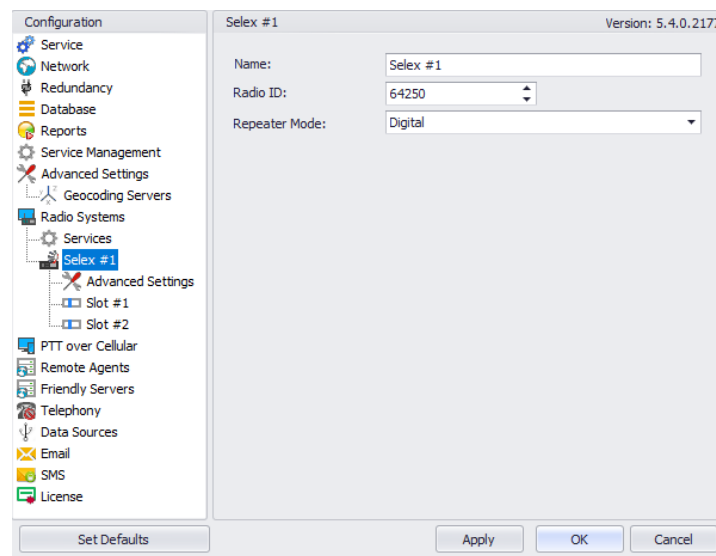 Configuration
Service
Network
Redundancy
Database
Reports
Service Management
Advanced Settings
Geocoding Servers
Radio Systems
Services
Selex #1
Advanced Settings
Slot #1
Slot #2
PTT over Cellular
Remote Agents
Friendly Servers
Telephony
Data Sources
Email
SMS
License
Set Defaults
Selex #1 Version: 5.4.0.2177
Name: Selex #1
Radio ID: 64250
Repeater Mode: Digital
Apply OK Cancel